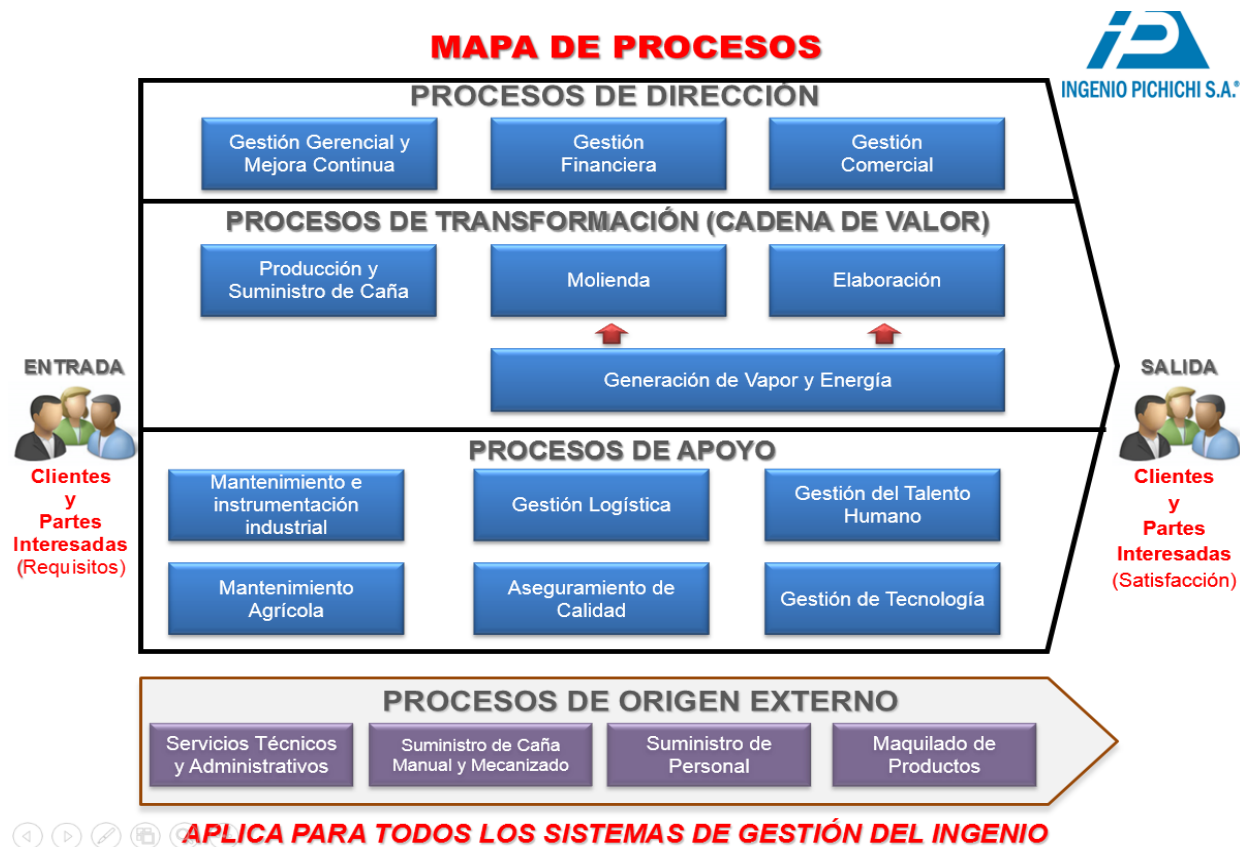 MAPA DE PROCESOS
iP
INGENIO PICHICHI S.A.®
PROCESOS DE DIRECCIÓN
Gestión Gerencial y
Mejora Continua
Gestión
Financiera
Gestión
Comercial
PROCESOS DE TRANSFORMACIÓN (CADENA DE VALOR)
Producción y
Suministro de Caña
Molienda
Elaboración
Generación de Vapor y Energía
ENTRADA
Clientes
y
Partes
Interesadas
(Requisitos)
SALIDA
Clientes
y
Partes
Interesadas
(Satisfacción)
PROCESOS DE APOYO
Mantenimiento e
instrumentación
industrial
Gestión Logística
Gestión del Talento
Humano
Mantenimiento
Agrícola
Aseguramiento de
Calidad
Gestión de Tecnología
PROCESOS DE ORIGEN EXTERNO
Servicios Técnicos
y Administrativos
Suministro de Caña
Manual y Mecanizado
Suministro de
Personal
Maquilado de
Productos
APLICA PARA TODOS LOS SISTEMAS DE GESTIÓN DEL INGENIO